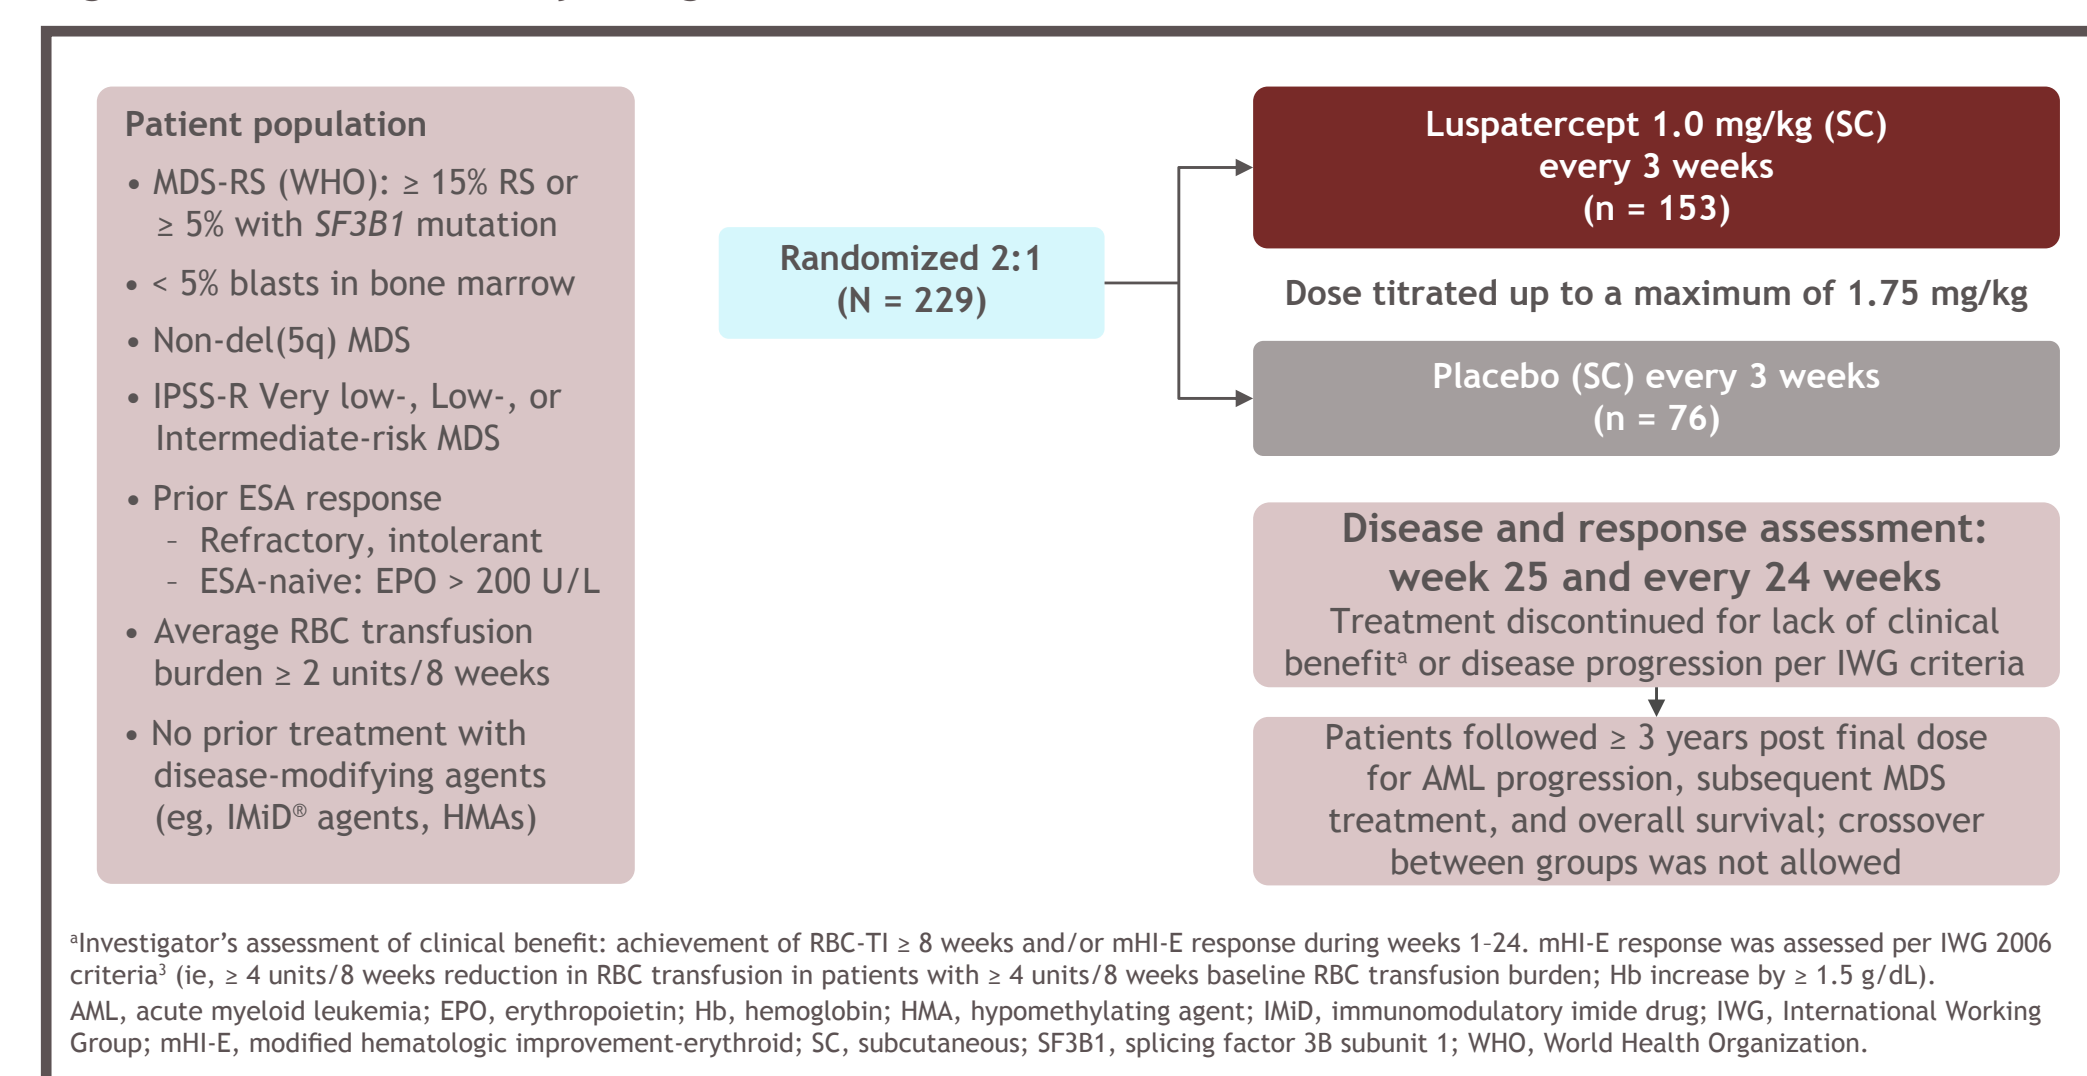 Patient population
• MDS-RS (WHO): ≥ 15% RS or
≥ 5% with SF3B1 mutation
• < 5% blasts in bone marrow
• Non-del(5q) MDS
• IPSS-R Very low-, Low-, or
Intermediate-risk MDS
• Prior ESA response
– Refractory, intolerant
– ESA-naive: EPO > 200 U/L
• Average RBC transfusion
burden ≥ 2 units/8 weeks
• No prior treatment with
disease-modifying agents
(eg, IMiD® agents, HMAs)
Randomized 2:1
(N = 229)
Luspatercept 1.0 mg/kg (SC)
every 3 weeks
(n = 153)
Dose titrated up to a maximum of 1.75 mg/kg
Placebo (SC) every 3 weeks
(n = 76)
Disease and response assessment:
week 25 and every 24 weeks
Treatment discontinued for lack of clinical
benefitᵃ or disease progression per IWG criteria
Patients followed ≥ 3 years post final dose
for AML progression, subsequent MDS
treatment, and overall survival; crossover
between groups was not allowed
ᵃInvestigator’s assessment of clinical benefit: achievement of RBC-TI ≥ 8 weeks and/or mHI-E response during weeks 1–24. mHI-E response was assessed per IWG 2006
criteria³ (ie, ≥ 4 units/8 weeks reduction in RBC transfusion in patients with ≥ 4 units/8 weeks baseline RBC transfusion burden; Hb increase by ≥ 1.5 g/dL).
AML, acute myeloid leukemia; EPO, erythropoietin; Hb, hemoglobin; HMA, hypomethylating agent; IMiD, immunomodulatory imide drug; IWG, International Working
Group; mHI-E, modified hematologic improvement-erythroid; SC, subcutaneous; SF3B1, splicing factor 3B subunit 1; WHO, World Health Organization.